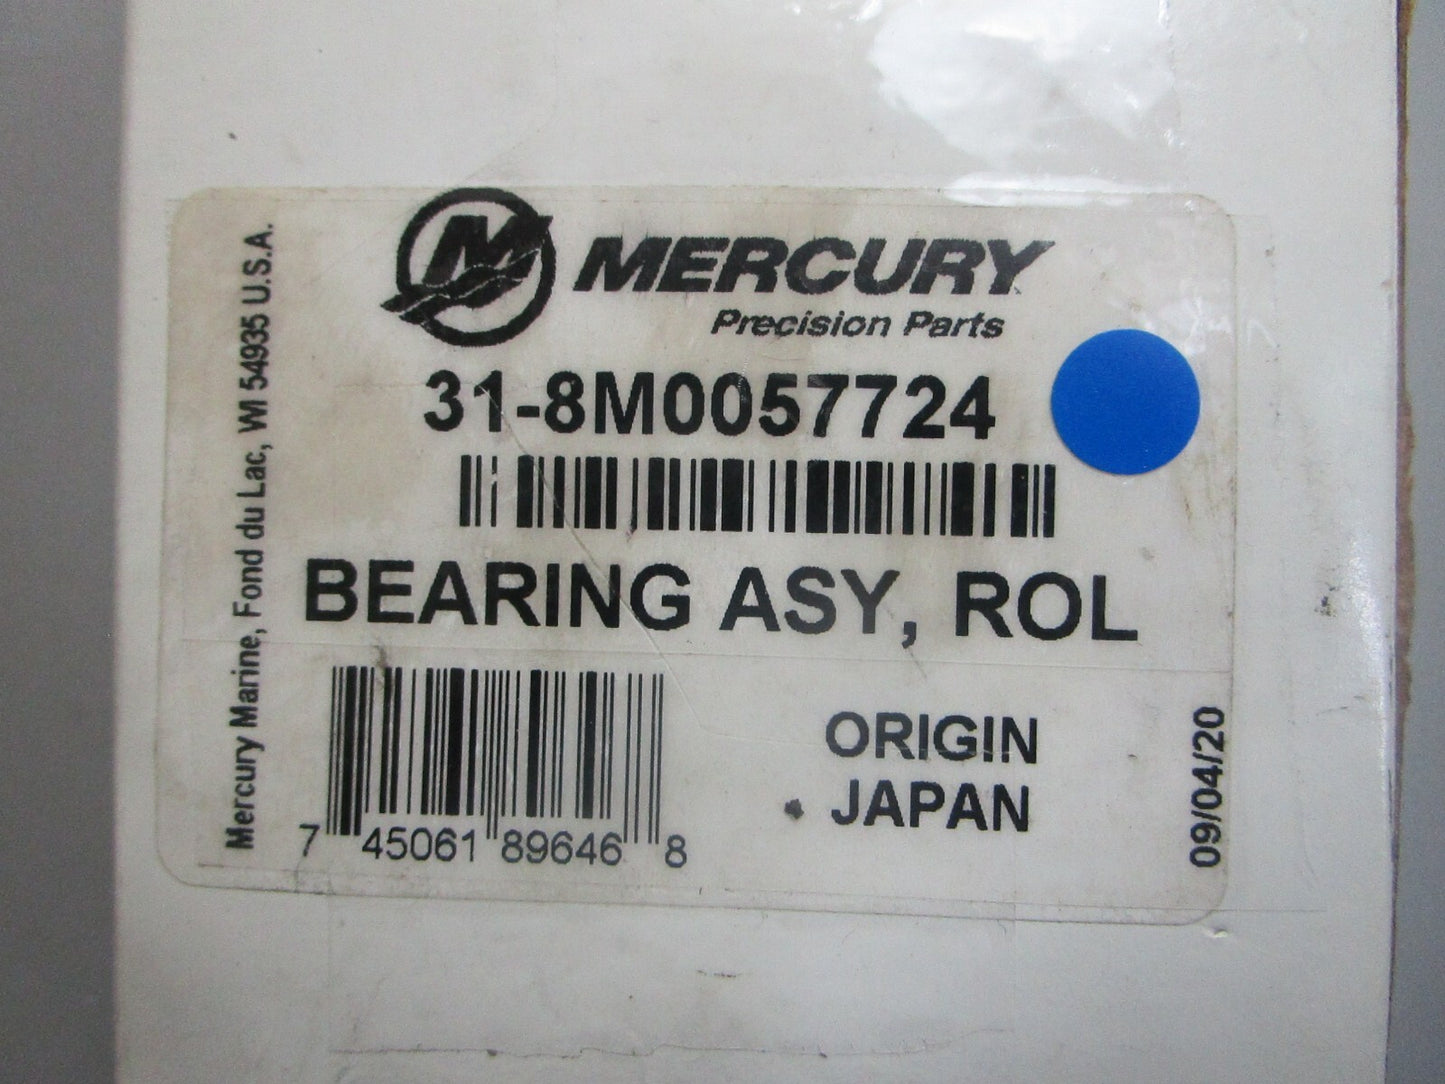 M
MERCURY
Precision Parts
31-8M0057724
BEARING ASY, ROL
7 45061 89646 8
ORIGIN
JAPAN
09/04/20
Mercury Marine, Fond du Lac, WI 54935 U.S.A.